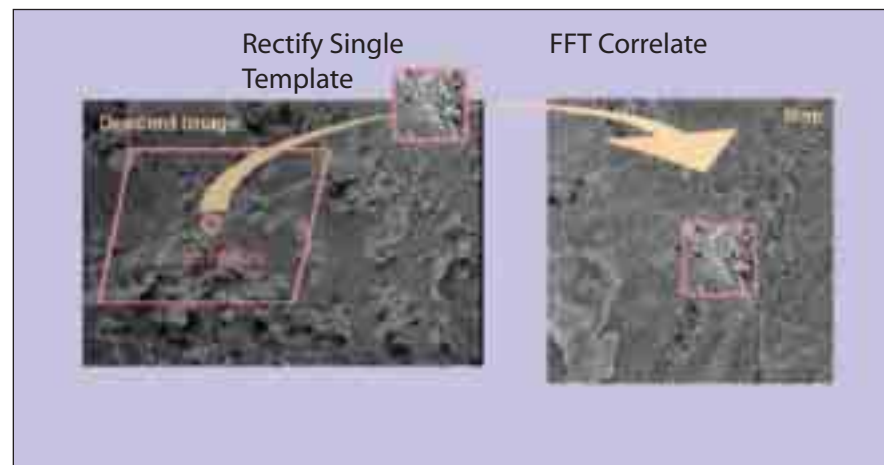 Rectify Single
Template
FFT Correlate
Descent Image
Map